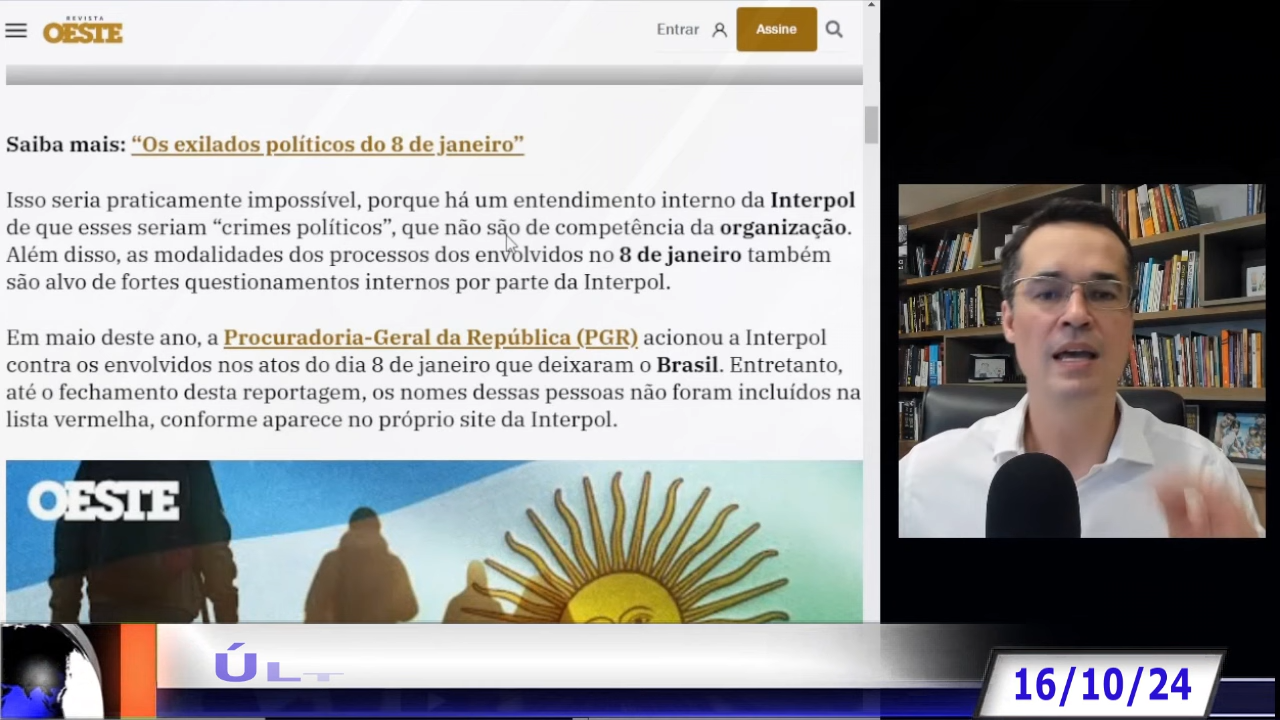 REVISTA
OESTE
Entrar
Assine
Saiba mais: “Os exilados políticos do 8 de janeiro”
Isso seria praticamente impossível, porque há um entendimento interno da Interpol
de que esses seriam “crimes políticos”, que não são de competência da organização.
Além disso, as modalidades dos processos dos envolvidos no 8 de janeiro também
são alvo de fortes questionamentos internos por parte da Interpol.
Em maio deste ano, a Procuradoria-Geral da República (PGR) acionou a Interpol
contra os envolvidos nos atos do dia 8 de janeiro que deixaram o Brasil. Entretanto,
até o fechamento desta reportagem, os nomes dessas pessoas não foram incluídos na
lista vermelha, conforme aparece no próprio site da Interpol.
OESTE
ÚLT
16/10/24